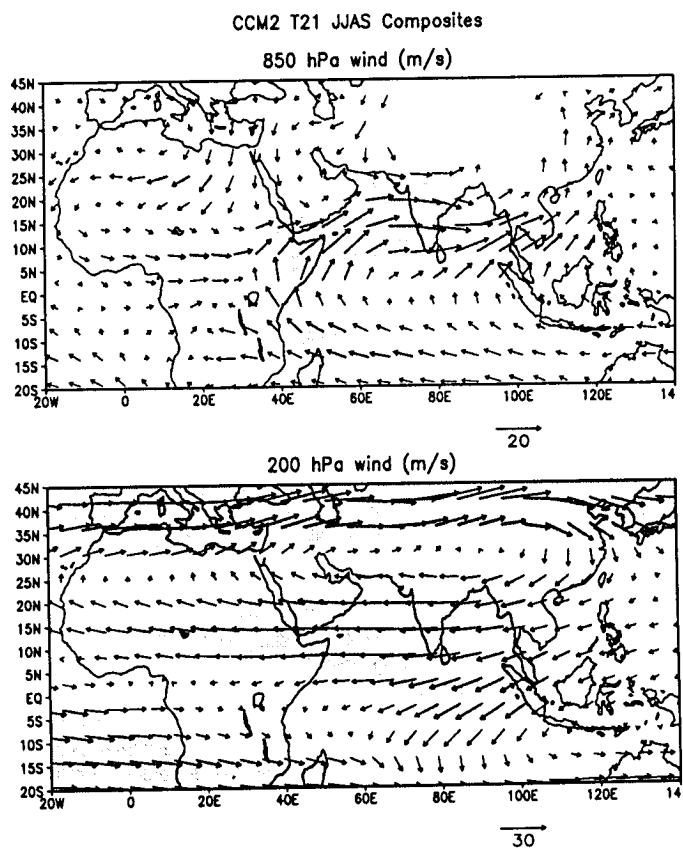 CCM2 T21 JJAS Composites
850 hPa wind (m/s)
45N
40N
35N
30N
25N
20N
15N
10N
5N
EQ
5S
10S
15S
20S
20W 0 20E 40E 60E 80E 100E 120E 14
20
200 hPa wind (m/s)
45N
40N
35N
30N
25N
20N
15N
10N
5N
EQ
5S
10S
15S
20S
20W 0 20E 40E 60E 80E 100E 120E 14
30